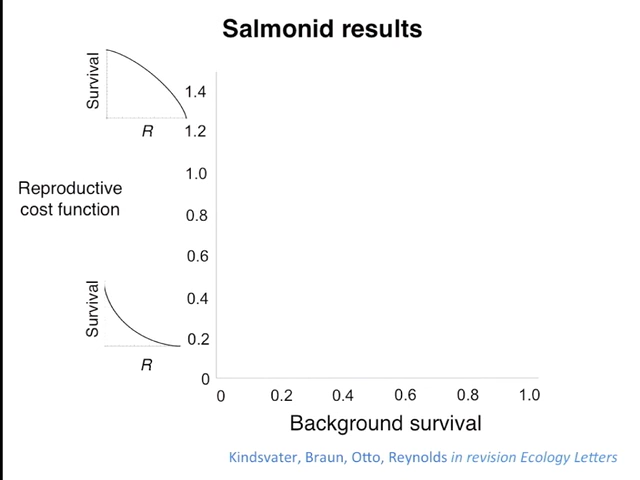 Salmonid results
Survival
R
Reproductive
cost function
Survival
R
1.4
1.2
1.0
0.8
0.6
0.4
0.2
0
0 0.2 0.4 0.6 0.8 1.0
Background survival
Kindsvater, Braun, Otto, Reynolds in revision Ecology Letters